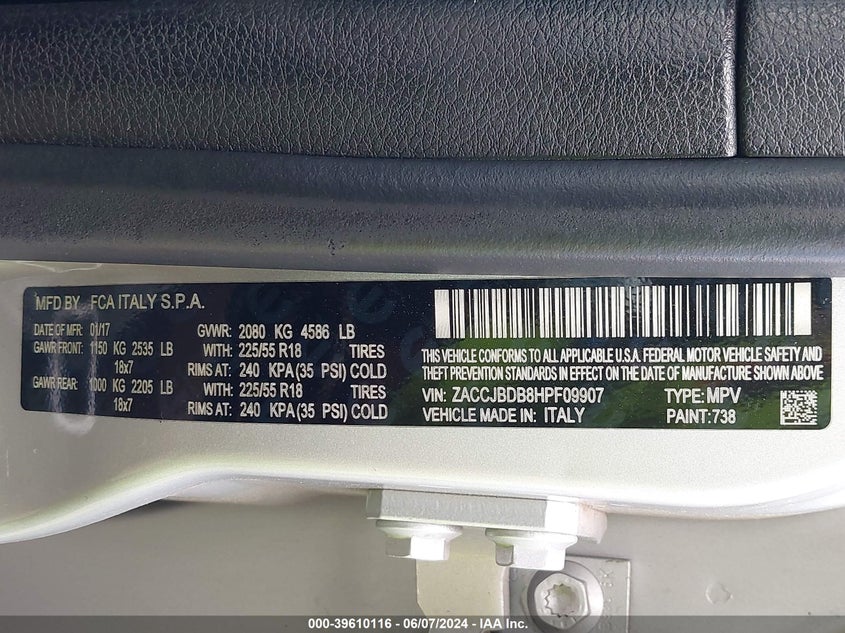 MFD BY FCA ITALY S.P.A.
DATE OF MFR: 01/17 GVWR: 2080 KG 4586 LB
GAWR FRONT: 1150 KG 2535 LB WITH: 225/55 R18 TIRES
18x7 RIMS AT: 240 KPA (35 PSI) COLD
GAWR REAR: 1000 KG 2205 LB WITH: 225/55 R18 TIRES
18x7 RIMS AT: 240 KPA (35 PSI) COLD
THIS VEHICLE CONFORMS TO ALL APPLICABLE U.S.A. FEDERAL MOTOR VEHICLE SAFETY AND
THEFT PREVENTION STANDARDS IN EFFECT ON THE DATE OF MANUFACTURE SHOWN ABOVE
VIN: ZACCJBDB8HPF09907 TYPE: MPV
VEHICLE MADE IN: ITALY PAINT: 738
000-39610116 - 06/07/2024 - IAA Inc.